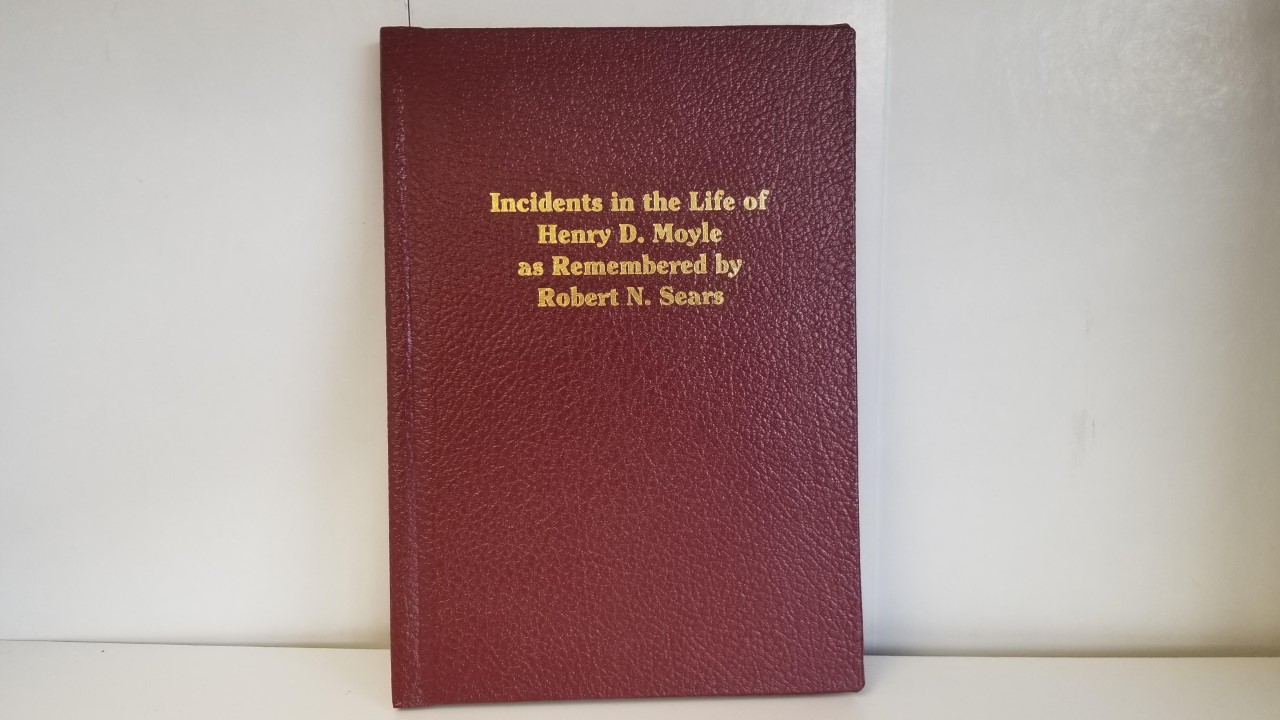 Incidents in the Life of
Henry D. Moyle
as Remembered by
Robert N. Sears